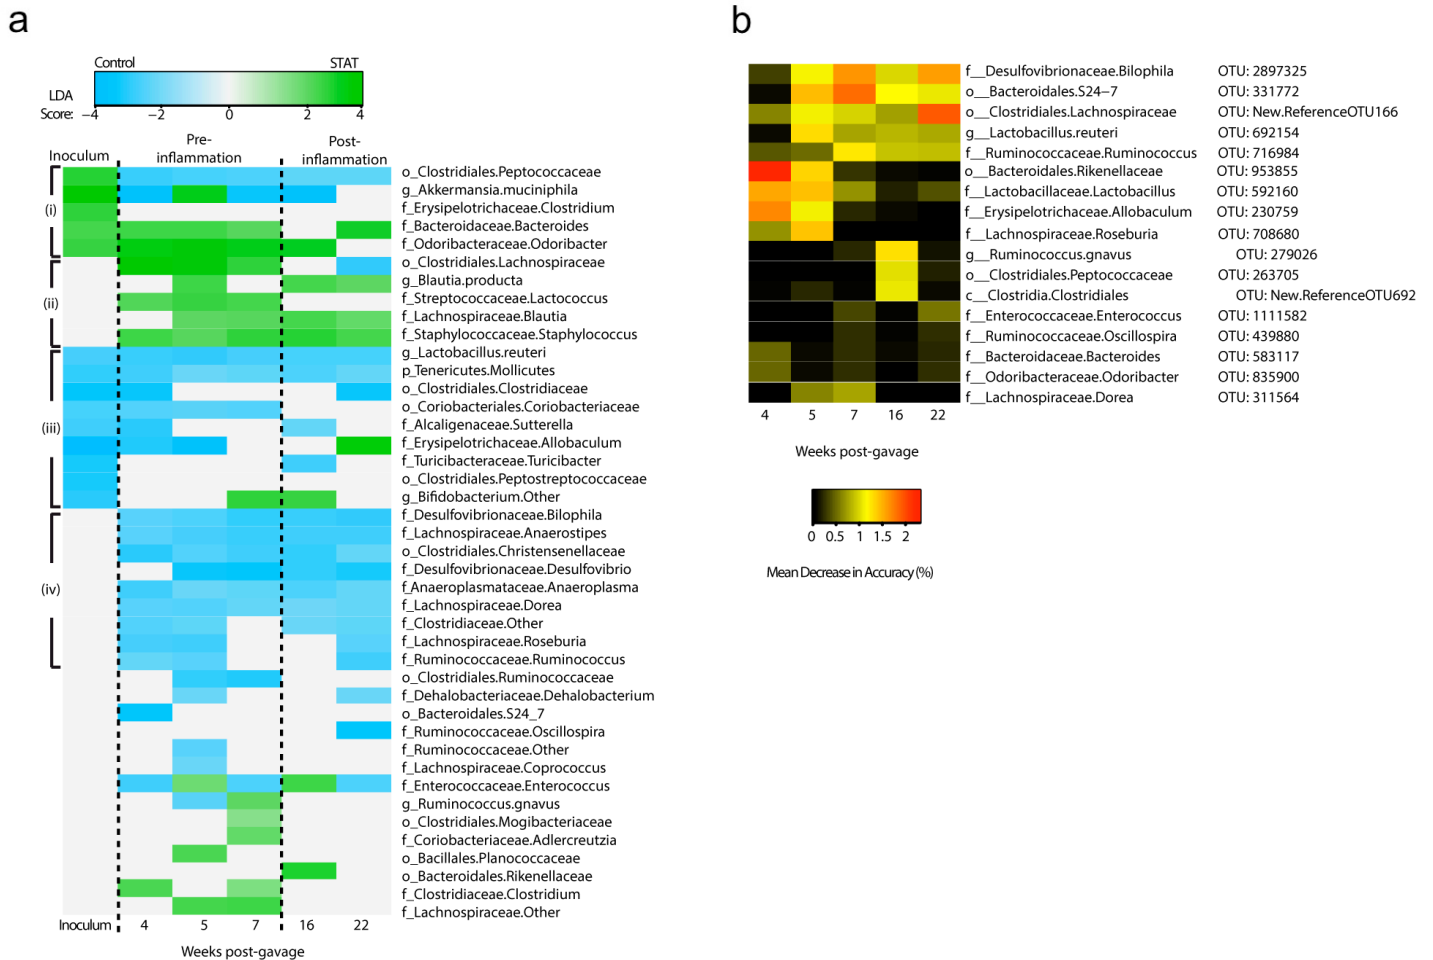 a
Control STAT
LDA
Score: −4 −2 0 2 4
Inoculum
Pre-
inflammation
Post-
inflammation
(i)
(ii)
(iii)
(iv)
o_Clostridiales.Peptococcaceae
g_Akkermansia.muciniphila
f_Erysipelotrichaceae.Clostridium
f_Bacteroidaceae.Bacteroides
f_Odoribacteraceae.Odoribacter
o_Clostridiales.Lachnospiraceae
g_Blautia.producta
f_Streptococcaceae.Lactococcus
f_Lachnospiraceae.Blautia
f_Staphylococcaceae.Staphylococcus
g_Lactobacillus.reuteri
p_Tenericutes.Mollicutes
o_Clostridiales.Clostridiaceae
o_Coriobacteriales.Coriobacteriaceae
f_Alcaligenaceae.Sutterella
f_Erysipelotrichaceae.Allobaculum
f_Turicibacteraceae.Turicibacter
o_Clostridiales.Peptostreptococcaceae
g_Bifidobacterium.Other
f_Desulfovibrionaceae.Bilophila
f_Lachnospiraceae.Anaerostipes
o_Clostridiales.Christensenellaceae
f_Desulfovibrionaceae.Desulfovibrio
f_Anaeroplasmataceae.Anaeroplasma
f_Lachnospiraceae.Dorea
f_Clostridiaceae.Other
f_Lachnospiraceae.Roseburia
f_Ruminococcaceae.Ruminococcus
o_Clostridiales.Ruminococcaceae
f_Dehalobacteriaceae.Dehalobacterium
o_Bacteroidales.S24_7
f_Ruminococcaceae.Oscillospira
f_Ruminococcaceae.Other
f_Lachnospiraceae.Coprococcus
f_Enterococcaceae.Enterococcus
g_Ruminococcus.gnavus
o_Clostridiales.Mogibacteriaceae
f_Coriobacteriaceae.Adlercreutzia
o_Bacillales.Planococcaceae
o_Bacteroidales.Rikenellaceae
f_Clostridiaceae.Clostridium
f_Lachnospiraceae.Other
Inoculum 4 5 7 16 22
Weeks post-gavage
b
f__Desulfovibrionaceae.Bilophila OTU: 2897325
o__Bacteroidales.S24−7 OTU: 331772
o__Clostridiales.Lachnospiraceae OTU: New.ReferenceOTU166
g__Lactobacillus.reuteri OTU: 692154
f__Ruminococcaceae.Ruminococcus OTU: 716984
o__Bacteroidales.Rikenellaceae OTU: 953855
f__Lactobacillaceae.Lactobacillus OTU: 592160
f__Erysipelotrichaceae.Allobaculum OTU: 230759
f__Lachnospiraceae.Roseburia OTU: 708680
g__Ruminococcus.gnavus OTU: 279026
o__Clostridiales.Peptococcaceae OTU: 263705
c__Clostridia.Clostridiales OTU: New.ReferenceOTU692
f__Enterococcaceae.Enterococcus OTU: 1111582
f__Ruminococcaceae.Oscillospira OTU: 439880
f__Bacteroidaceae.Bacteroides OTU: 583117
f__Odoribacteraceae.Odoribacter OTU: 835900
f__Lachnospiraceae.Dorea OTU: 311564
4 5 7 16 22
Weeks post-gavage
0 0.5 1 1.5 2
Mean Decrease in Accuracy (%)